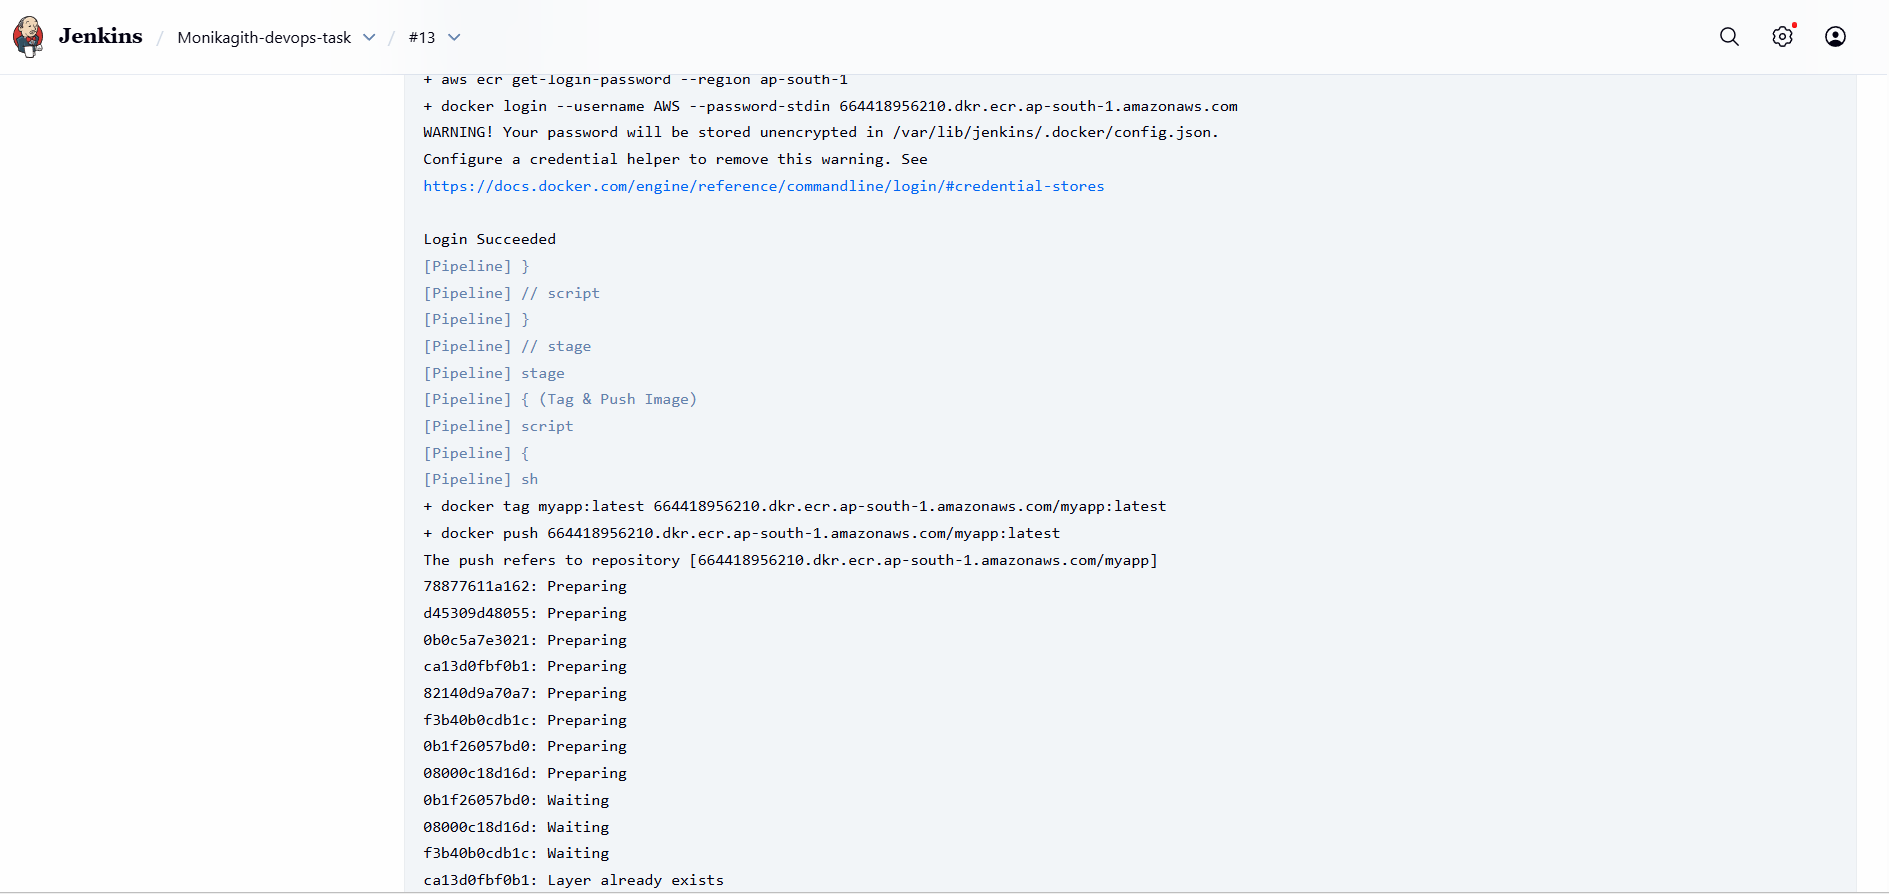 Jenkins / Monikagith-devops-task / #13
+ aws ecr get-login-password --region ap-south-1
+ docker login --username AWS --password-stdin 664418956210.dkr.ecr.ap-south-1.amazonaws.com
WARNING! Your password will be stored unencrypted in /var/lib/jenkins/.docker/config.json.
Configure a credential helper to remove this warning. See
https://docs.docker.com/engine/reference/commandline/login/#credential-stores
Login Succeeded
[Pipeline] }
[Pipeline] // script
[Pipeline] }
[Pipeline] // stage
[Pipeline] stage
[Pipeline] { (Tag & Push Image)
[Pipeline] script
[Pipeline] {
[Pipeline] sh
+ docker tag myapp:latest 664418956210.dkr.ecr.ap-south-1.amazonaws.com/myapp:latest
+ docker push 664418956210.dkr.ecr.ap-south-1.amazonaws.com/myapp:latest
The push refers to repository [664418956210.dkr.ecr.ap-south-1.amazonaws.com/myapp]
78877611a162: Preparing
d45309d48055: Preparing
0b0c5a7e3021: Preparing
ca13d0fbf0b1: Preparing
82140d9a70a7: Preparing
f3b40b0cdb1c: Preparing
0b1f26057bd0: Preparing
08000c18d16d: Preparing
0b1f26057bd0: Waiting
08000c18d16d: Waiting
f3b40b0cdb1c: Waiting
ca13d0fbf0b1: Layer already exists